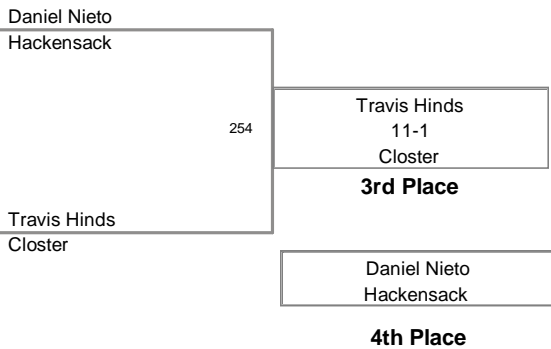 Daniel Nieto
Hackensack
254
Travis Hinds
11-1
Closter
3rd Place
Travis Hinds
Closter
Daniel Nieto
Hackensack
4th Place